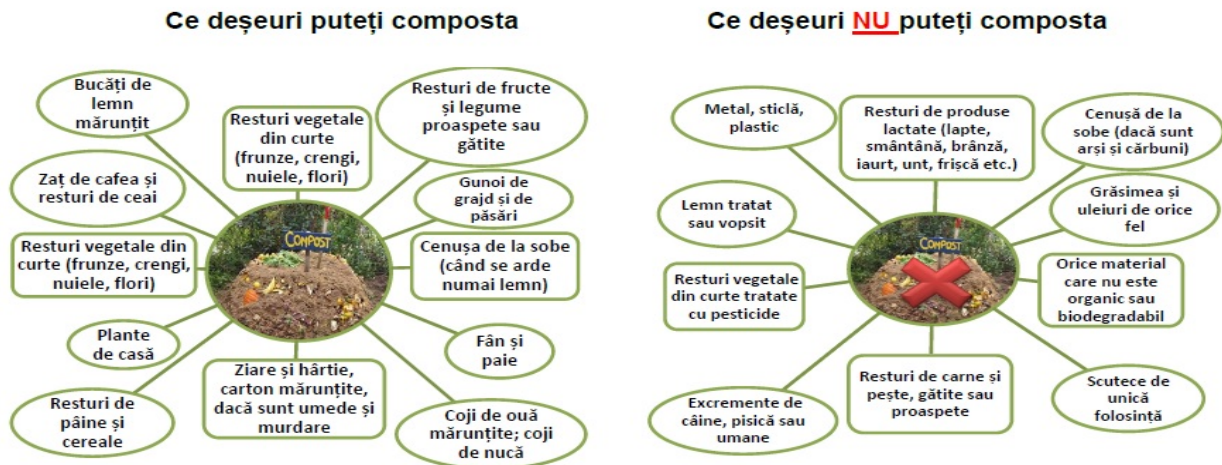 Ce deșeuri puteți composta
Bucăți de
lemn
mărunțit
Resturi vegetale
din curte
(frunze, crengi,
nuiele, flori)
Resturi de fructe
și legume
proaspete sau
gătite
Zaț de cafea și
resturi de ceai
Gunoi de
grajd și de
păsări
Resturi vegetale din
curte (frunze, crengi,
nuiele, flori)
COMPOST
Cenușa de la sobe
(când se arde
numai lemn)
Plante
de casă
Fân și
paie
Resturi de
pâine și
cereale
Ziare și hârtie,
carton mărunțite,
dacă sunt umede și
murdare
Coji de ouă
mărunțite; coji
de nucă
Ce deșeuri NU puteți composta
Metal, sticlă,
plastic
Resturi de produse
lactate (lapte,
smântână, brânză,
iaurt, unt, frișcă etc.)
Cenușă de la
sobe (dacă sunt
arși și cărbuni)
Lemn tratat
sau vopsit
Grăsimea și
uleiuri de orice
fel
Resturi vegetale
din curte tratate
cu pesticide
COMPOST
Orice material
care nu este
organic sau
biodegradabil
Excremente de
câine, pisică sau
umane
Resturi de carne și
pește, gătite sau
proaspete
Scutece de
unică
folosință